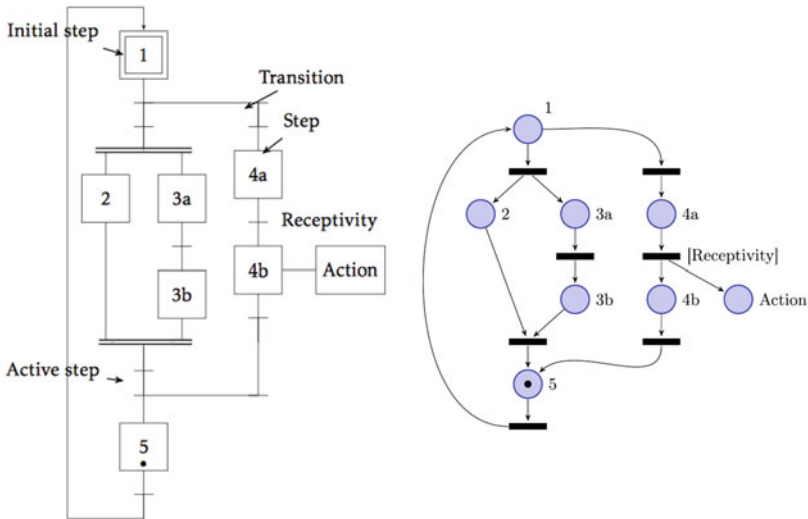 Initial step
1
Transition
Step
2
3a
4a
Receptivity
4b
Action
3b
Active step
5
1
2
3a
4a
[Receptivity]
3b
4b
Action
5